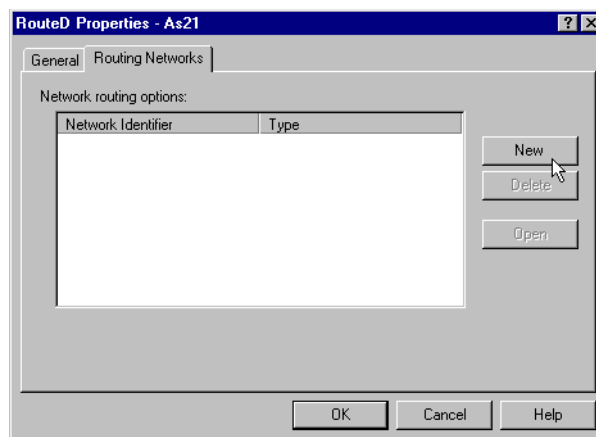 RouteD Properties - As21
General Routing Networks
Network routing options:
Network Identifier Type
New
Delete
Open
OK Cancel Help